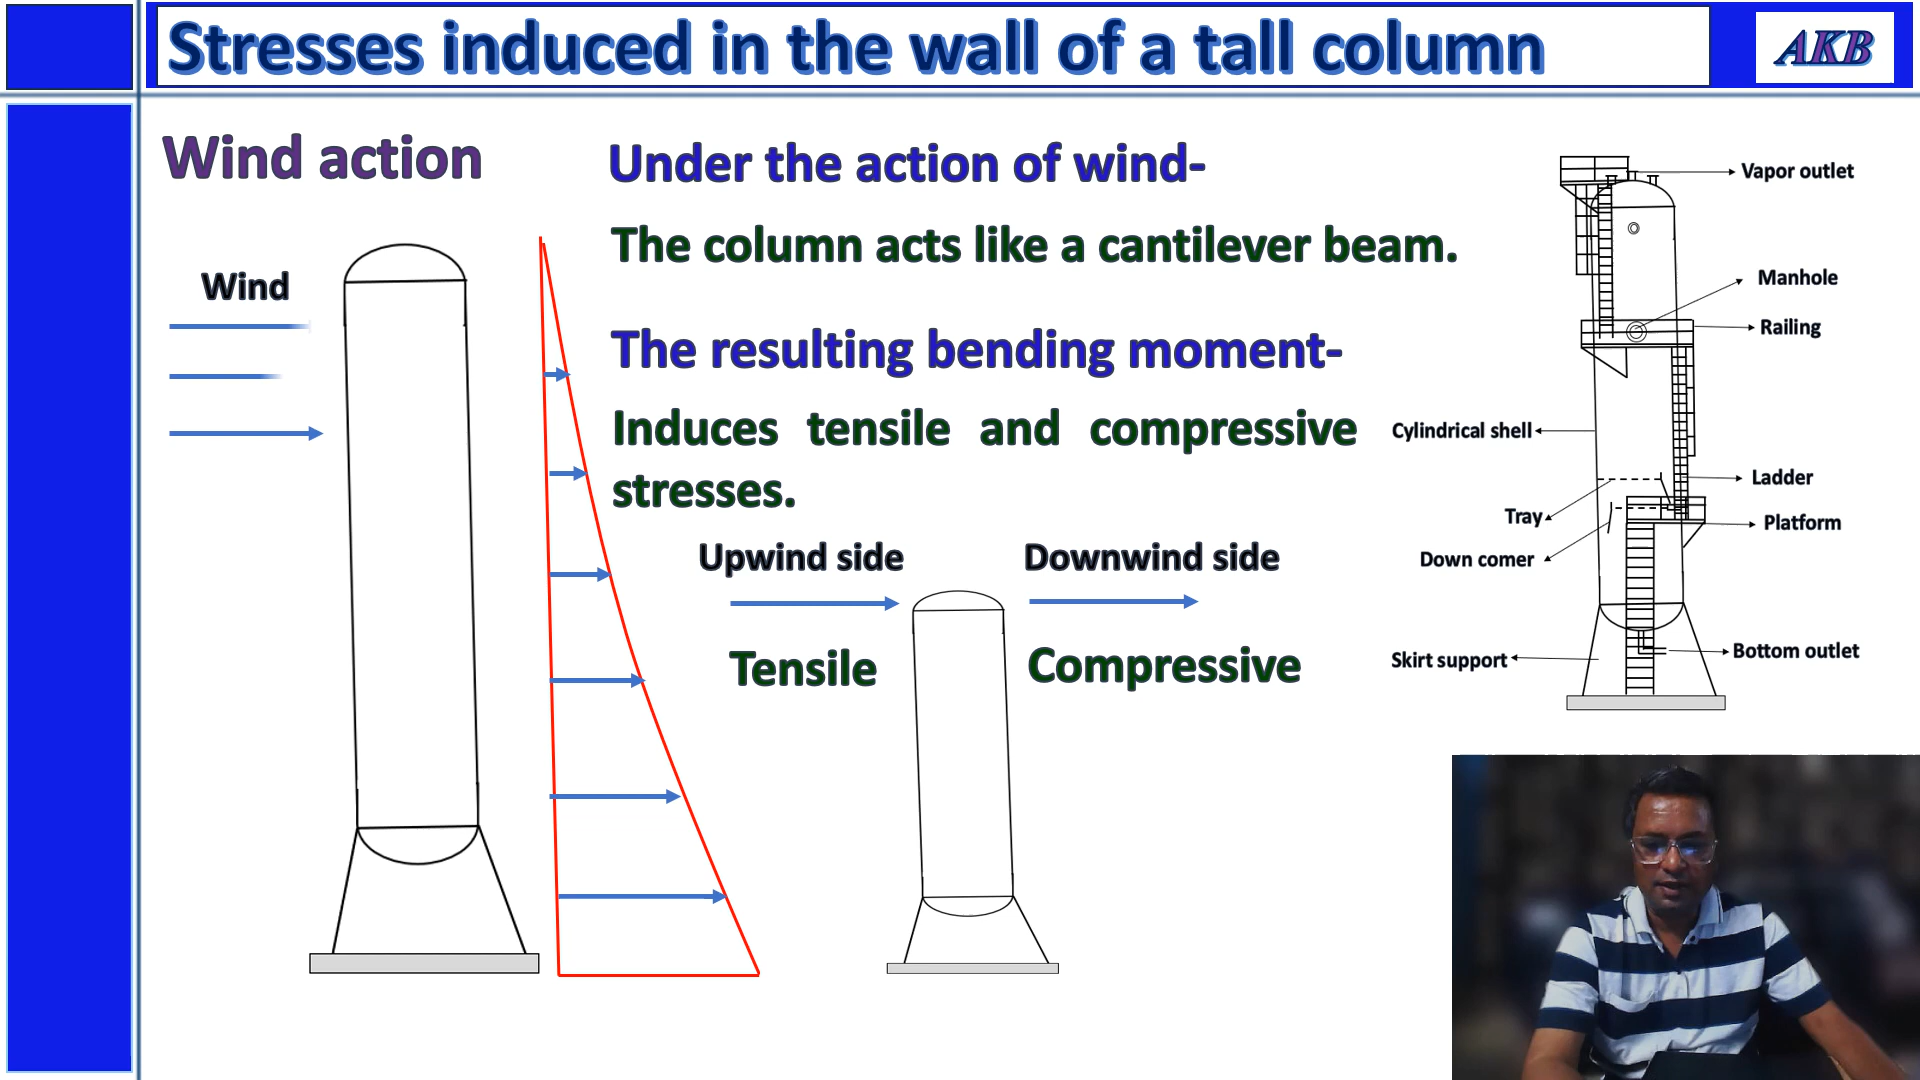 Stresses induced in the wall of a tall column
AKB
Wind action
Wind
Under the action of wind-
The column acts like a cantilever beam.
The resulting bending moment-
Induces tensile and compressive
stresses.
Upwind side
Downwind side
Tensile
Compressive
Vapor outlet
Manhole
Railing
Cylindrical shell
Ladder
Tray
Platform
Down comer
Bottom outlet
Skirt support